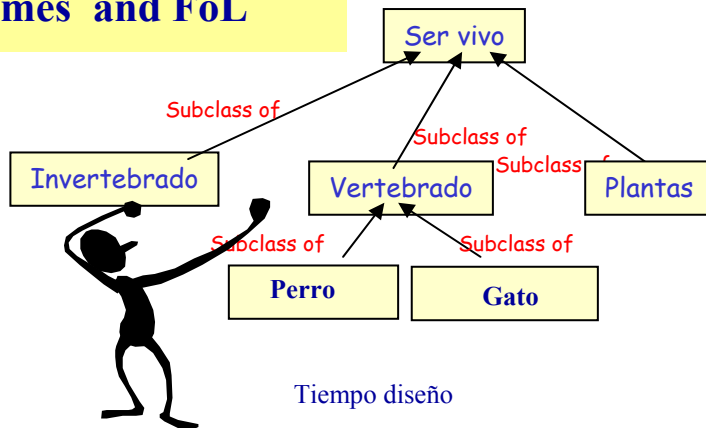 mes and FoL
Ser vivo
Subclass of
Subclass of
Subclass
Invertebrado
Vertebrado
Plantas
Subclass of
Subclass of
Perro
Gato
Tiempo diseño